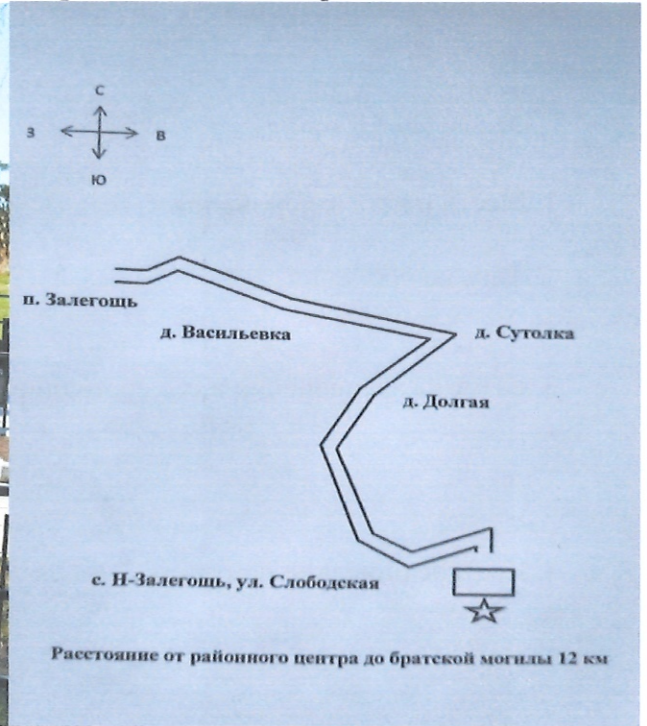 С
З В
Ю
п. Залегощь
д. Васильевка
д. Сутолка
д. Долгая
с. Н-Залегощь, ул. Слободская
Расстояние от районного центра до братской могилы 12 км